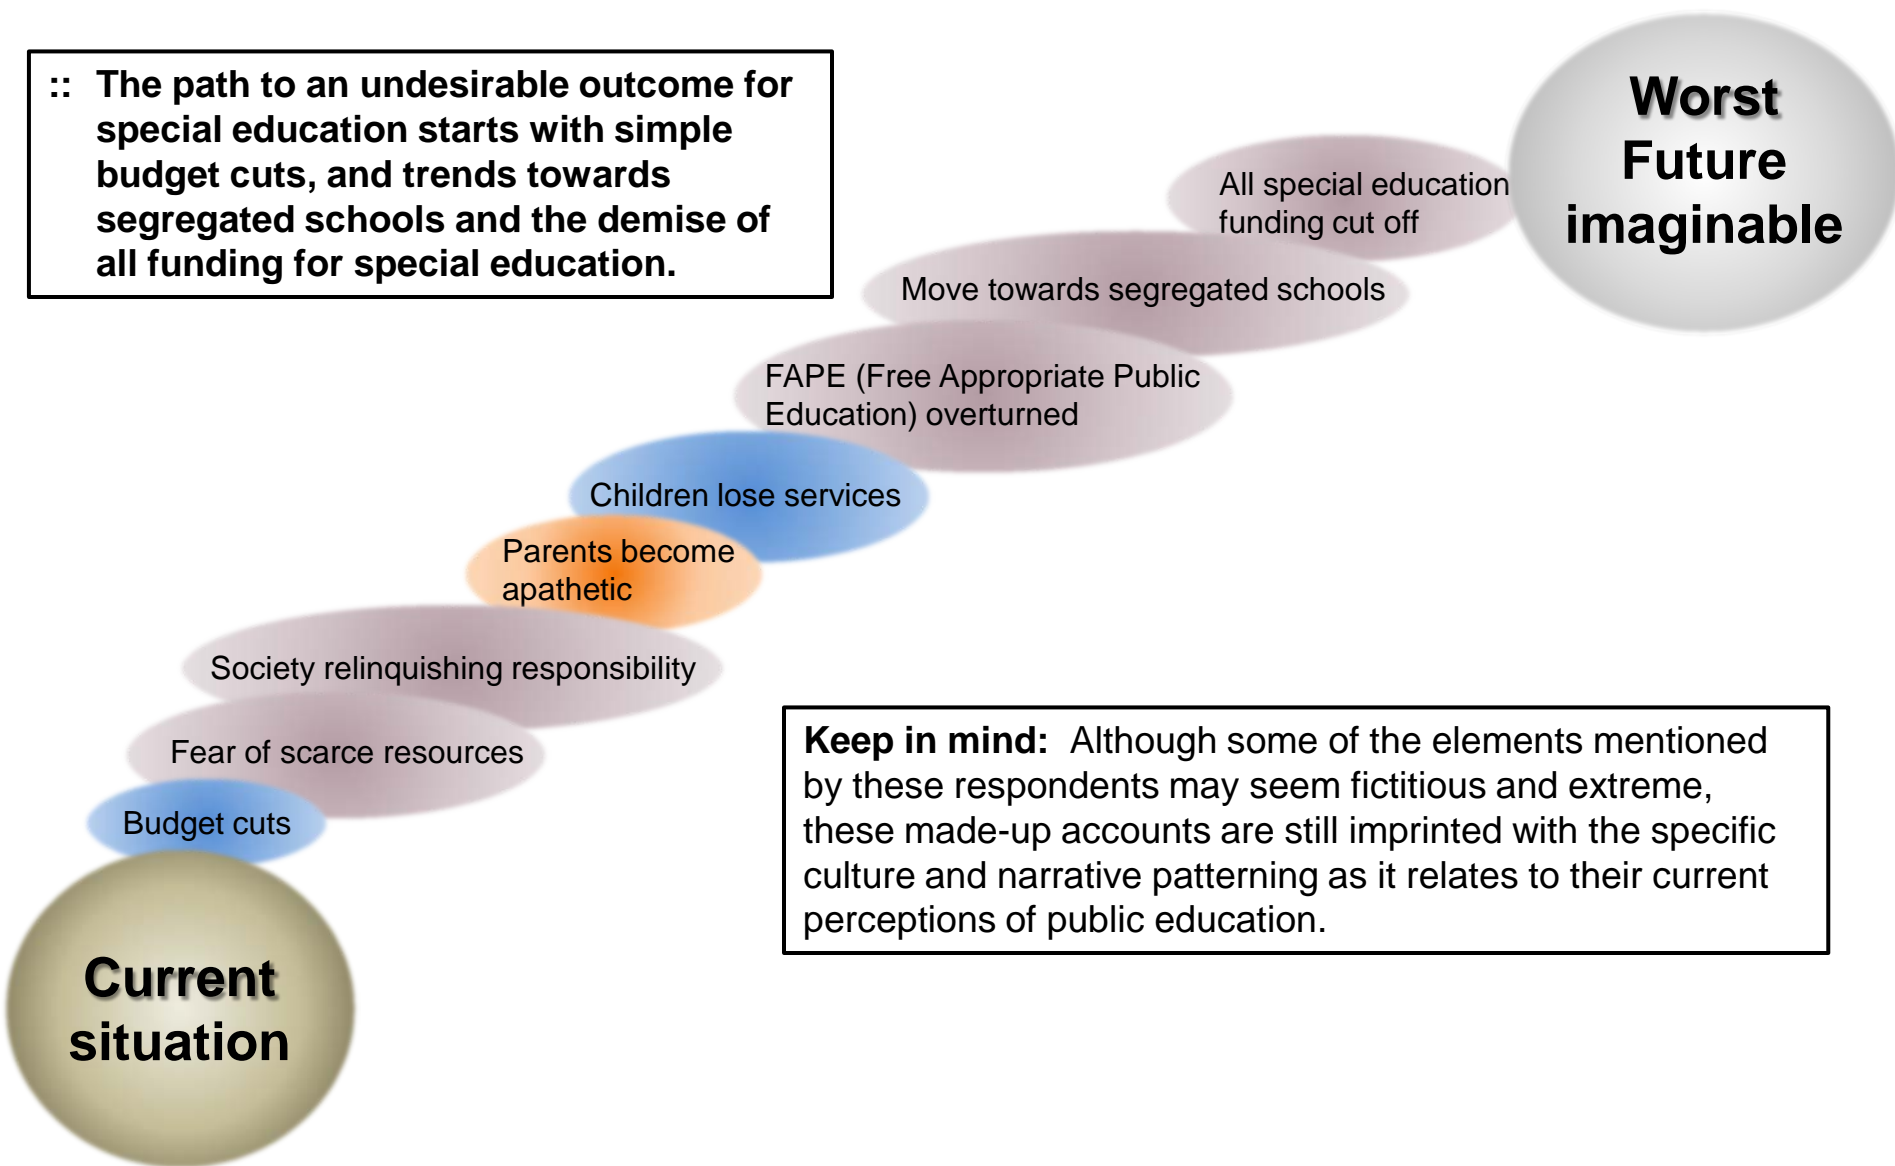 :: The path to an undesirable outcome for
special education starts with simple
budget cuts, and trends towards
segregated schools and the demise of
all funding for special education.
Worst
Future
imaginable
All special education
funding cut off
Move towards segregated schools
FAPE (Free Appropriate Public
Education) overturned
Children lose services
Parents become
apathetic
Society relinquishing responsibility
Fear of scarce resources
Budget cuts
Current
situation
Keep in mind: Although some of the elements mentioned
by these respondents may seem fictitious and extreme,
these made-up accounts are still imprinted with the specific
culture and narrative patterning as it relates to their current
perceptions of public education.